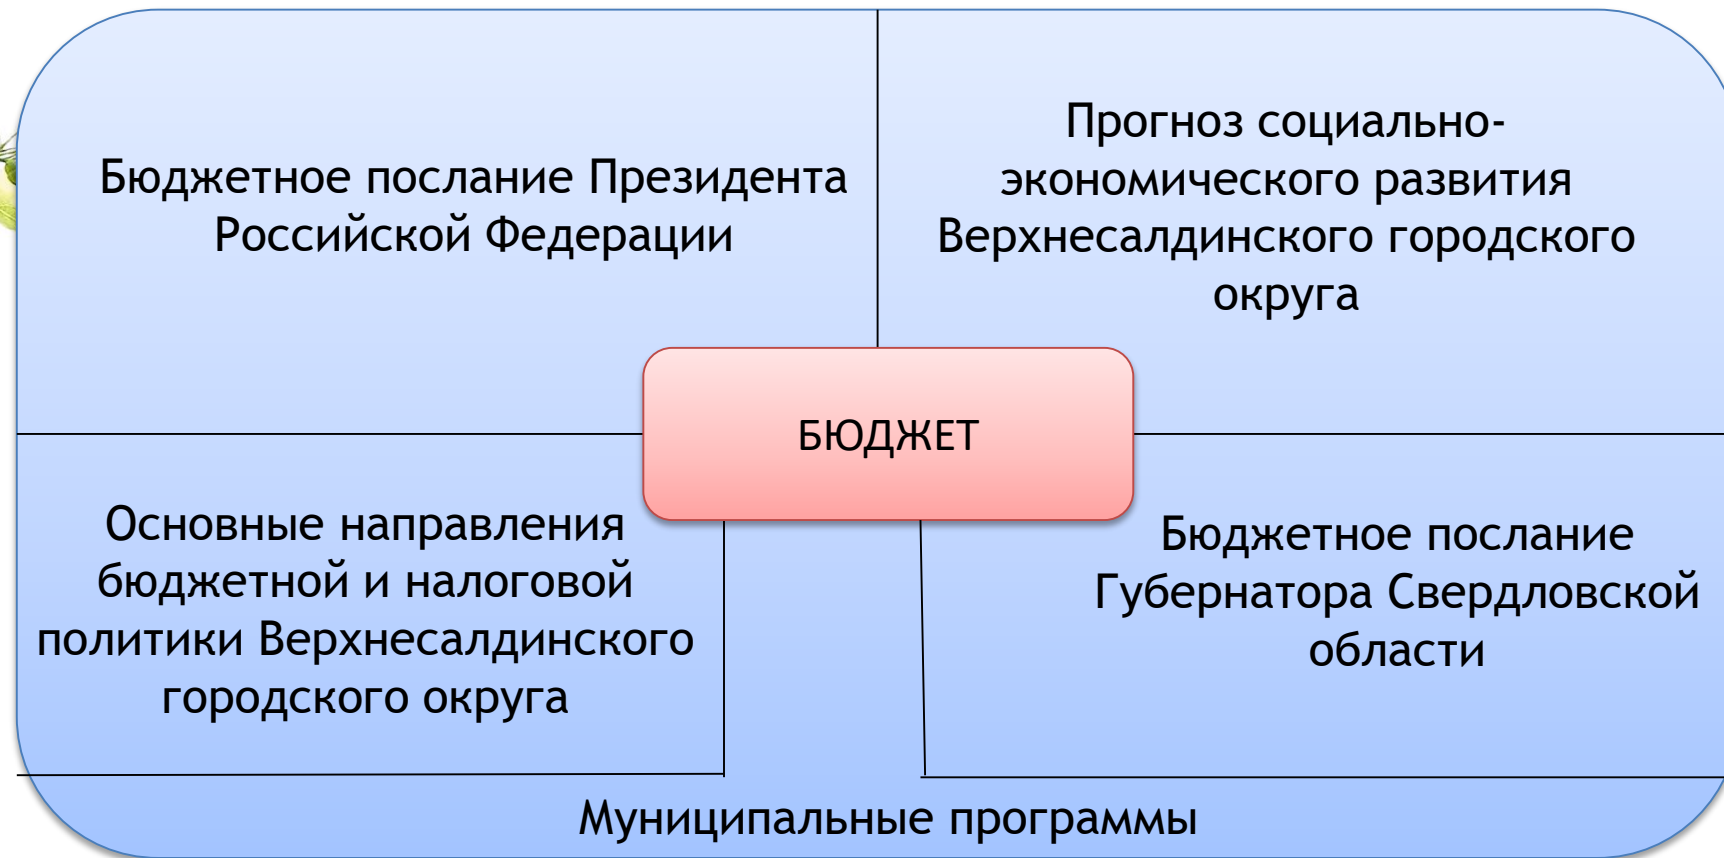 Бюджетное послание Президента
Российской Федерации
Прогноз социально-
экономического развития
Верхнесалдинского городского
округа
БЮДЖЕТ
Основные направления
бюджетной и налоговой
политики Верхнесалдинского
городского округа
Бюджетное послание
Губернатора Свердловской
области
Муниципальные программы